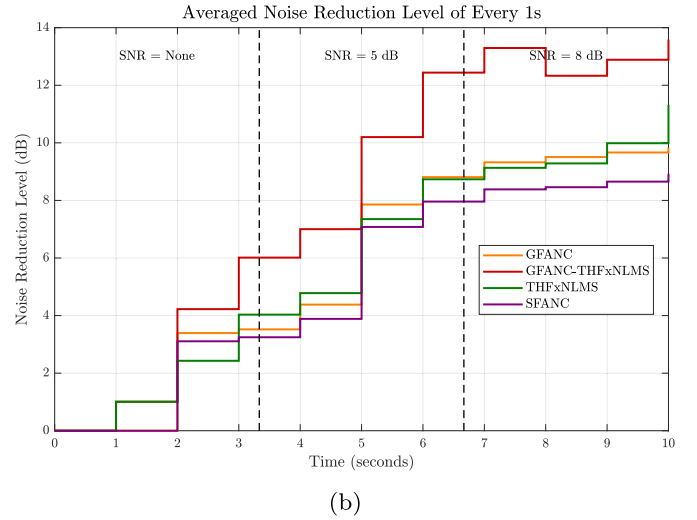 Averaged Noise Reduction Level of Every 1s
14
12
10
8
6
4
2
0
Noise Reduction Level (dB)
SNR = None
SNR = 5 dB
SNR = 8 dB
GFANC
GFANC-THFxNLMS
THFxNLMS
SFANC
0 1 2 3 4 5 6 7 8 9 10
Time (seconds)
(b)